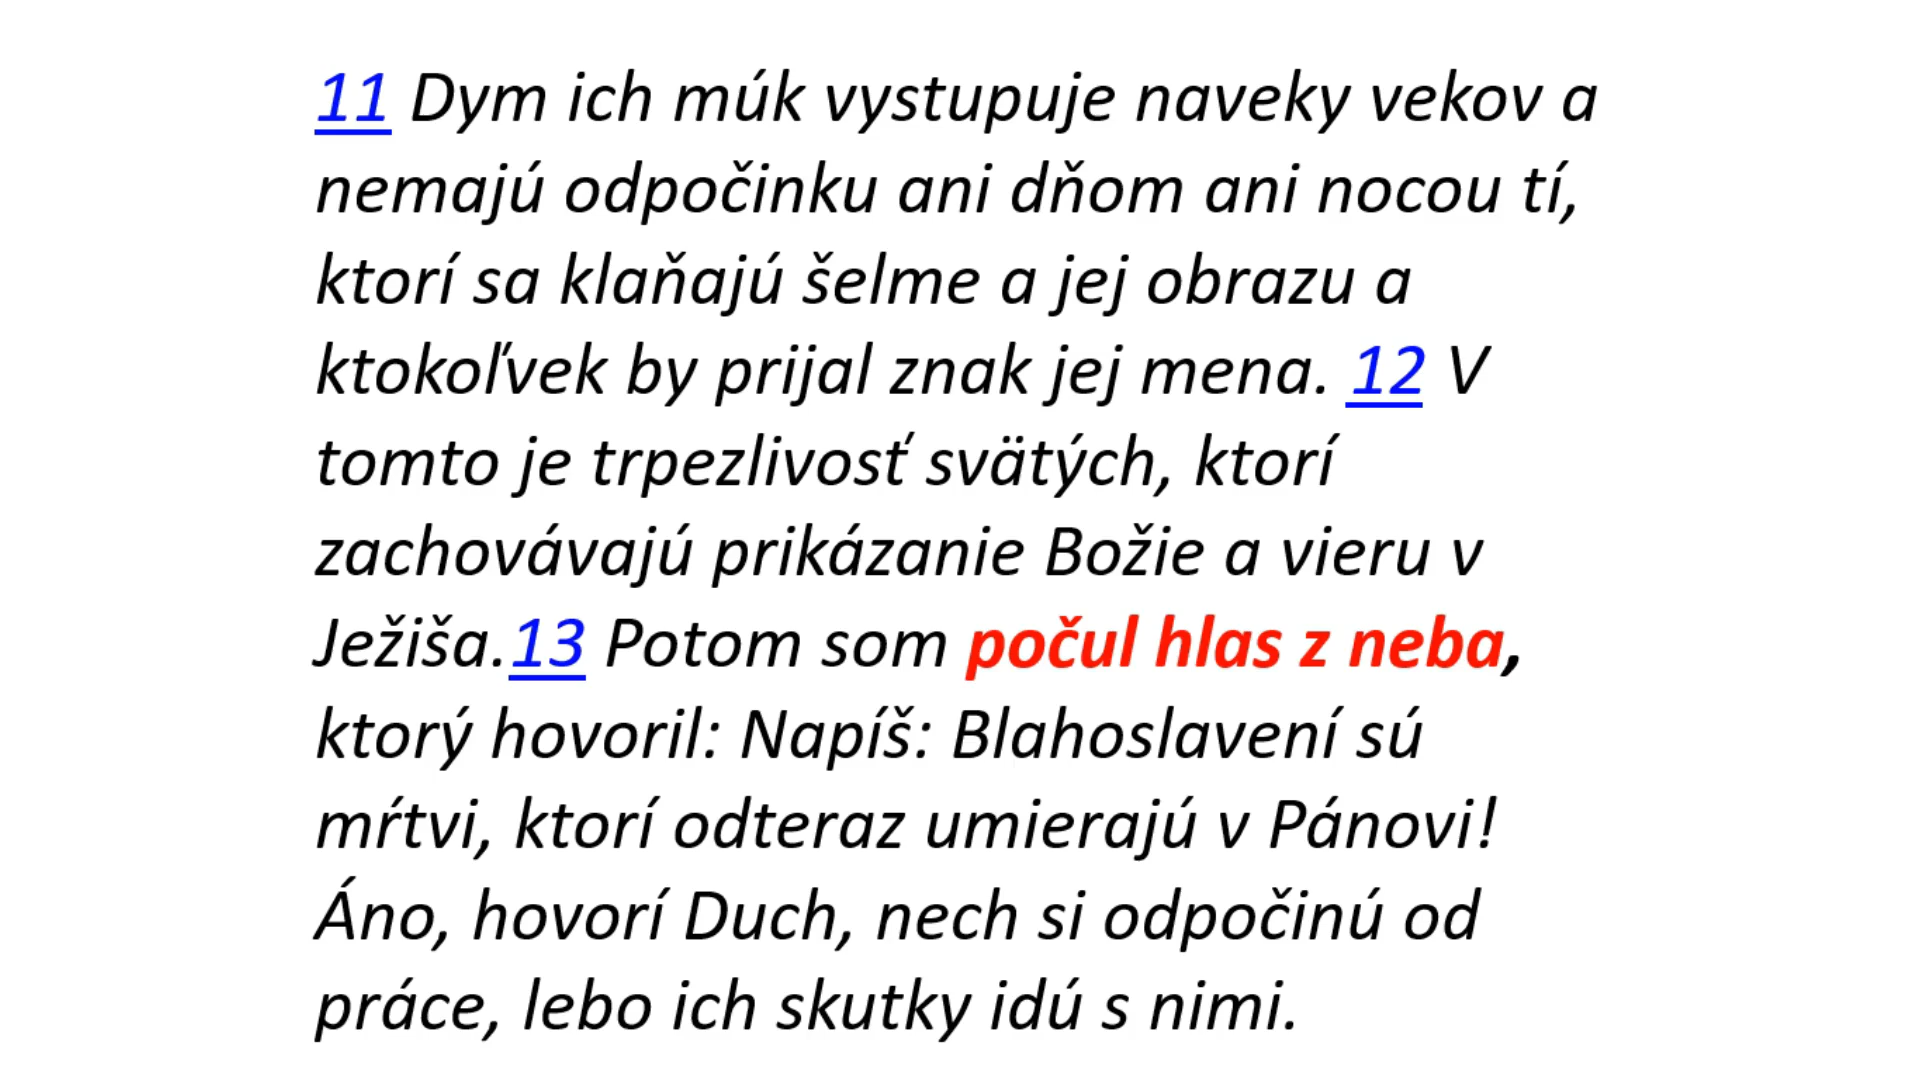 11 Dym ich múk vystupuje naveky vekov a
nemajú odpočinku ani dňom ani nocou tí,
ktorí sa klaňajú šelme a jej obrazu a
ktokoľvek by prijal znak jej mena. 12 V
tomto je trpezlivosť svätých, ktorí
zachovávajú prikázanie Božie a vieru v
Ježiša.13 Potom som počul hlas z neba,
ktorý hovoril: Napíš: Blahoslavení sú
mŕtvi, ktorí odteraz umierajú v Pánovi!
Áno, hovorí Duch, nech si odpočinú od
práce, lebo ich skutky idú s nimi.